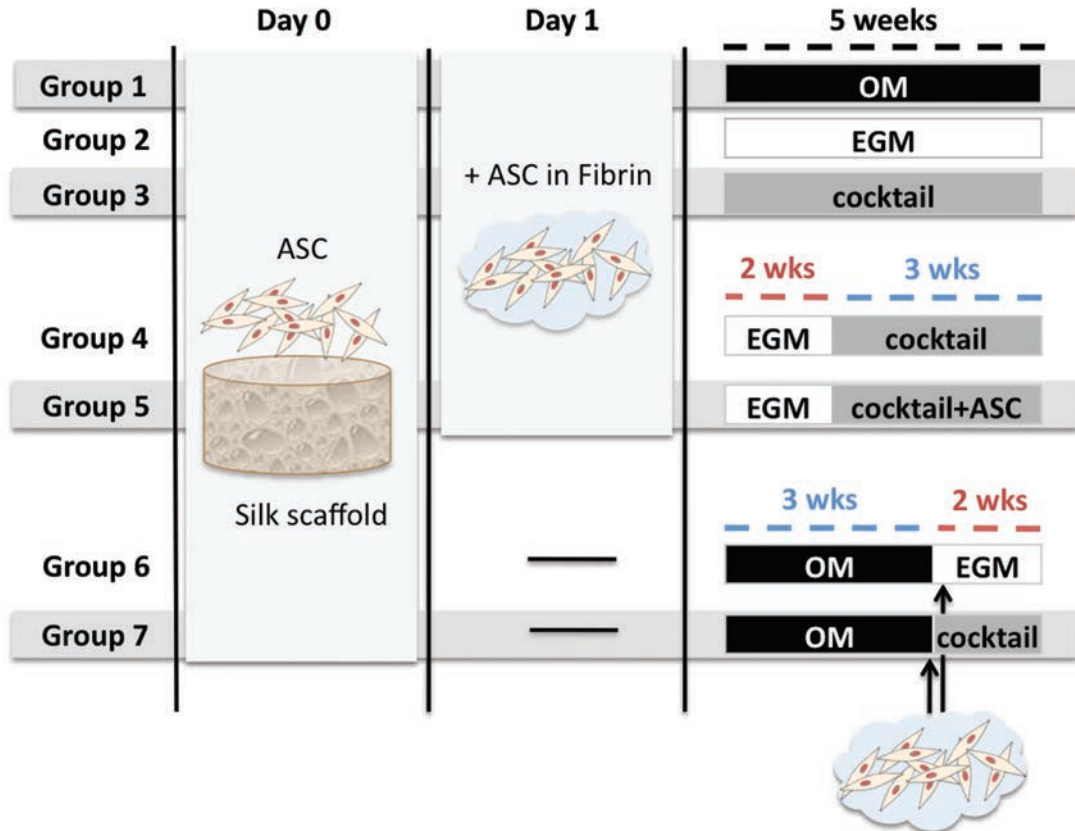 Day 0 Day 1 5 weeks
Group 1 OM
Group 2 EGM
Group 3 cocktail
+ ASC in Fibrin
ASC
2 wks 3 wks
Group 4 EGM cocktail
Group 5 EGM cocktail+ASC
Silk scaffold
3 wks 2 wks
Group 6 OM EGM
Group 7 OM cocktail